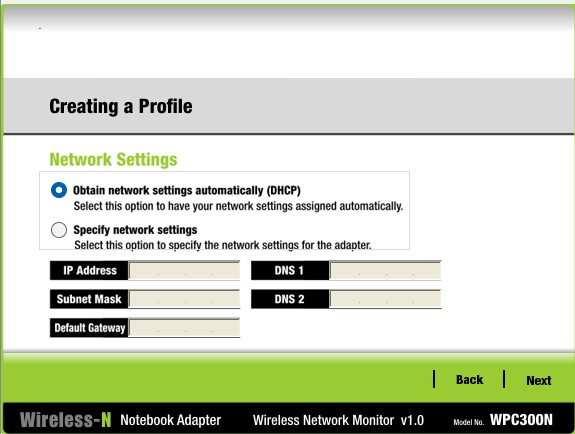 Creating a Profile
Network Settings
Obtain network settings automatically (DHCP)
Select this option to have your network settings assigned automatically.
Specify network settings
Select this option to specify the network settings for the adapter.
IP Address
DNS 1
Subnet Mask
DNS 2
Default Gateway
Back
Next
Wireless-N Notebook Adapter Wireless Network Monitor v1.0 Model No. WPC300N